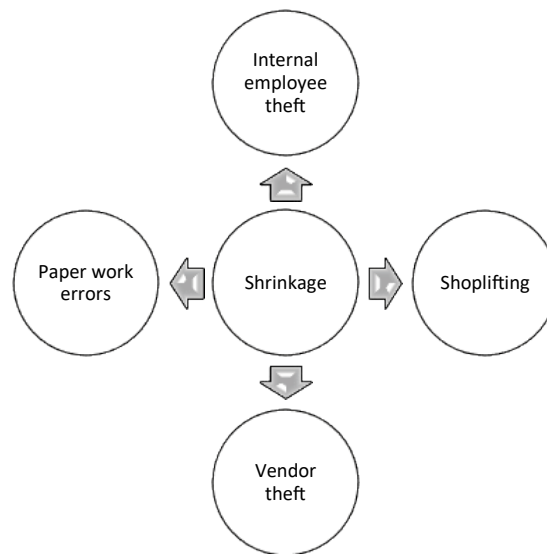 Internal
employee
theft
Paper work
errors
Shrinkage
Shoplifting
Vendor
theft